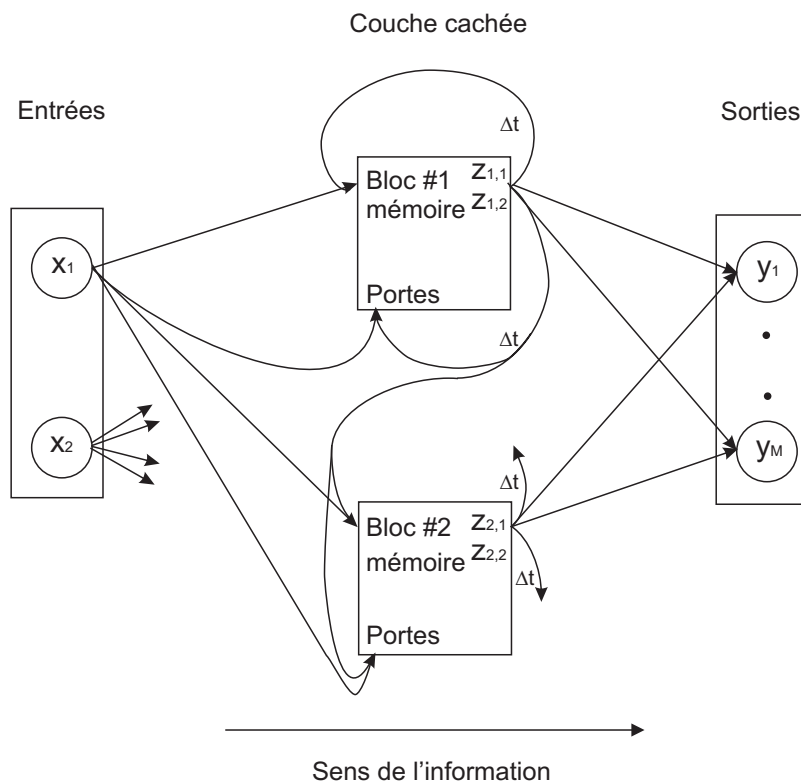 Couche cachée
Entrées
Sorties
Δt
Bloc #1 z1,1
mémoire z1,2
Portes
x1
y1
Δt
x2
yM
Δt
Bloc #2 z2,1
mémoire z2,2
Δt
Portes
Sens de l'information